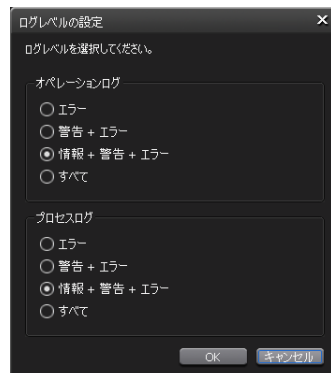 ログレベルの設定
ログレベルを選択してください。
オペレーションログ
エラー
警告 + エラー
情報 + 警告 + エラー
すべて
プロセスログ
エラー
警告 + エラー
情報 + 警告 + エラー
すべて
OK キャンセル